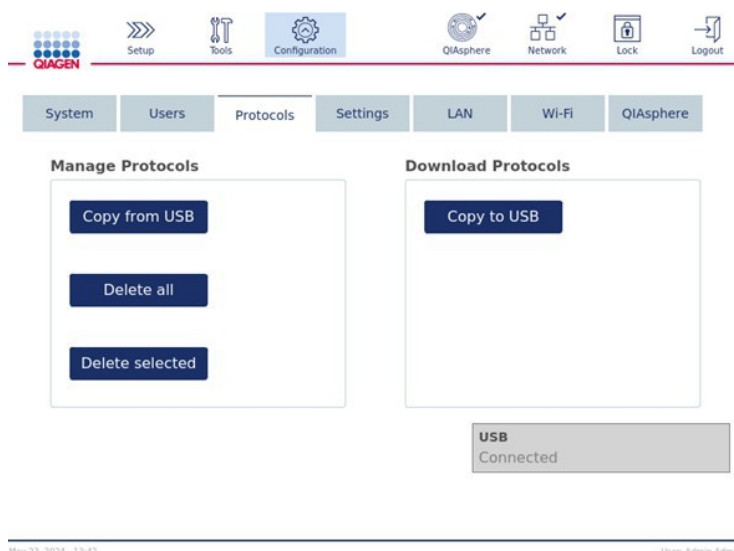 QIAGEN
Setup
Tools
Configuration
QIAsphere
Network
Lock
Logout
System
Users
Protocols
Settings
LAN
Wi-Fi
QIAsphere
Manage Protocols
Download Protocols
Copy from USB
Copy to USB
Delete all
Delete selected
USB
Connected